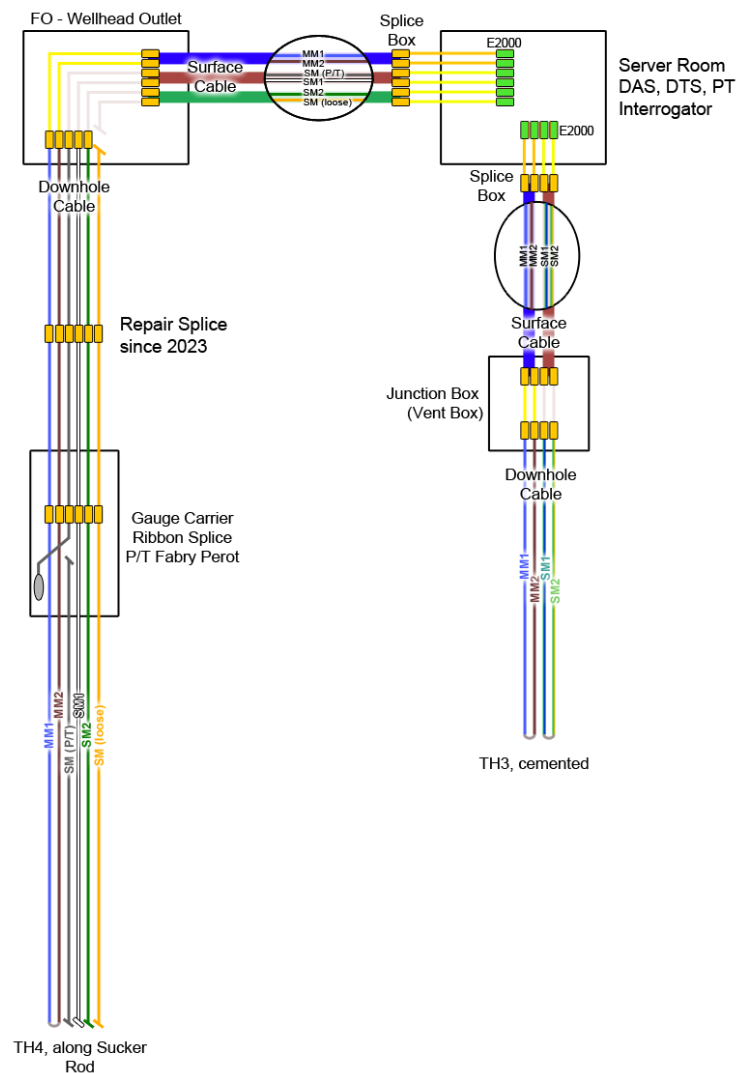 FO - Wellhead Outlet
Splice
Box
E2000
Surface
Cable
MM1
MM2
SM (P/T)
SM1
SM2
SM (loose)
Server Room
DAS, DTS, PT
Interrogator
E2000
Splice
Box
Downhole
Cable
MM1
MM2
SM1
SM2
Repair Splice
since 2023
Surface
Cable
Junction Box
(Vent Box)
Downhole
Cable
Gauge Carrier
Ribbon Splice
P/T Fabry Perot
MM1
MM2
SM1
SM2
MM1
MM2
SM (P/T)
SM1
SM2
SM (loose)
TH3, cemented
TH4, along Sucker
Rod